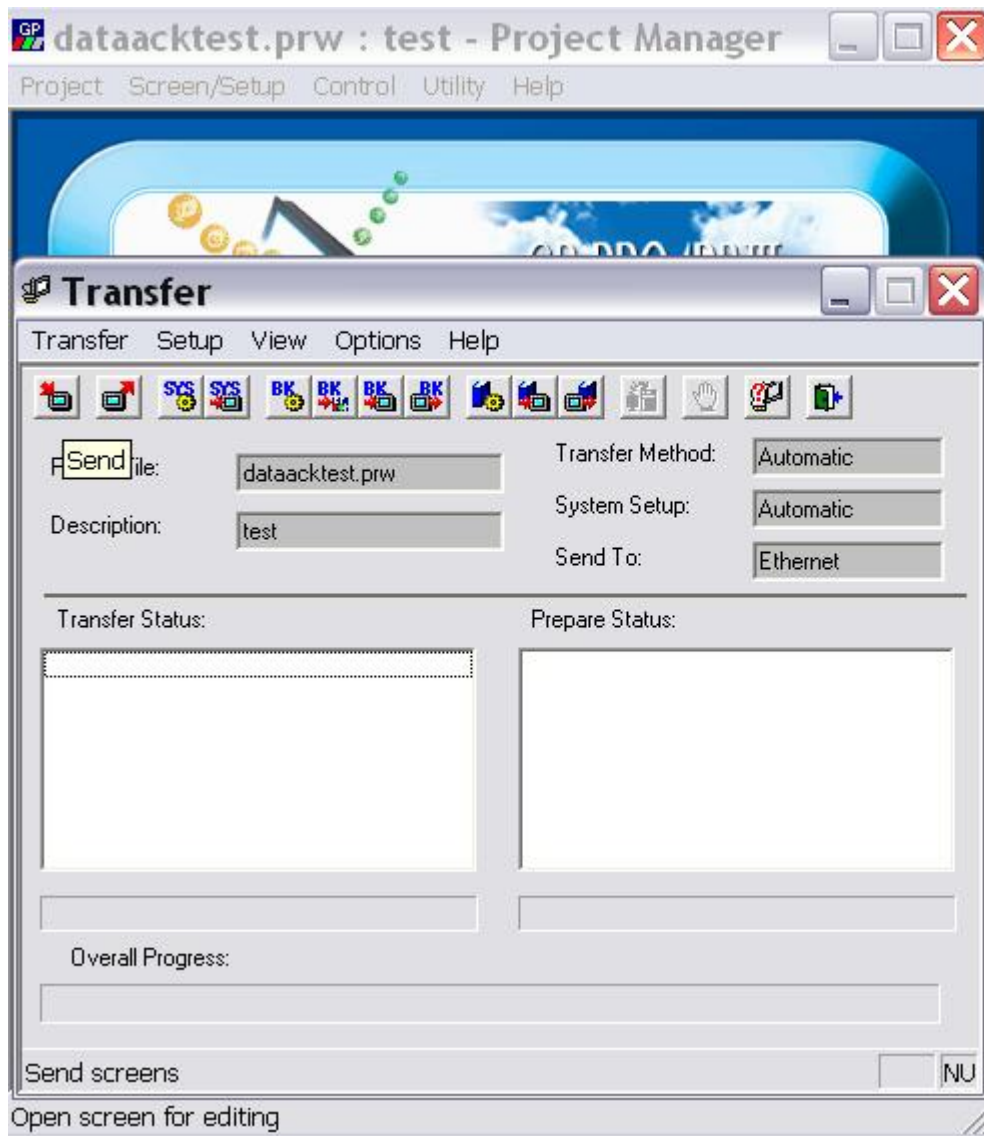 GP
dataacktest.prw : test - Project Manager
Project Screen/Setup Control Utility Help
Transfer
Transfer Setup View Options Help
SYS SYS BK BK BK BK
Send
ile:
dataacktest.prw
Transfer Method:
Automatic
Description:
test
System Setup:
Automatic
Send To:
Ethernet
Transfer Status:
Prepare Status:
Overall Progress:
Send screens
NU
Open screen for editing